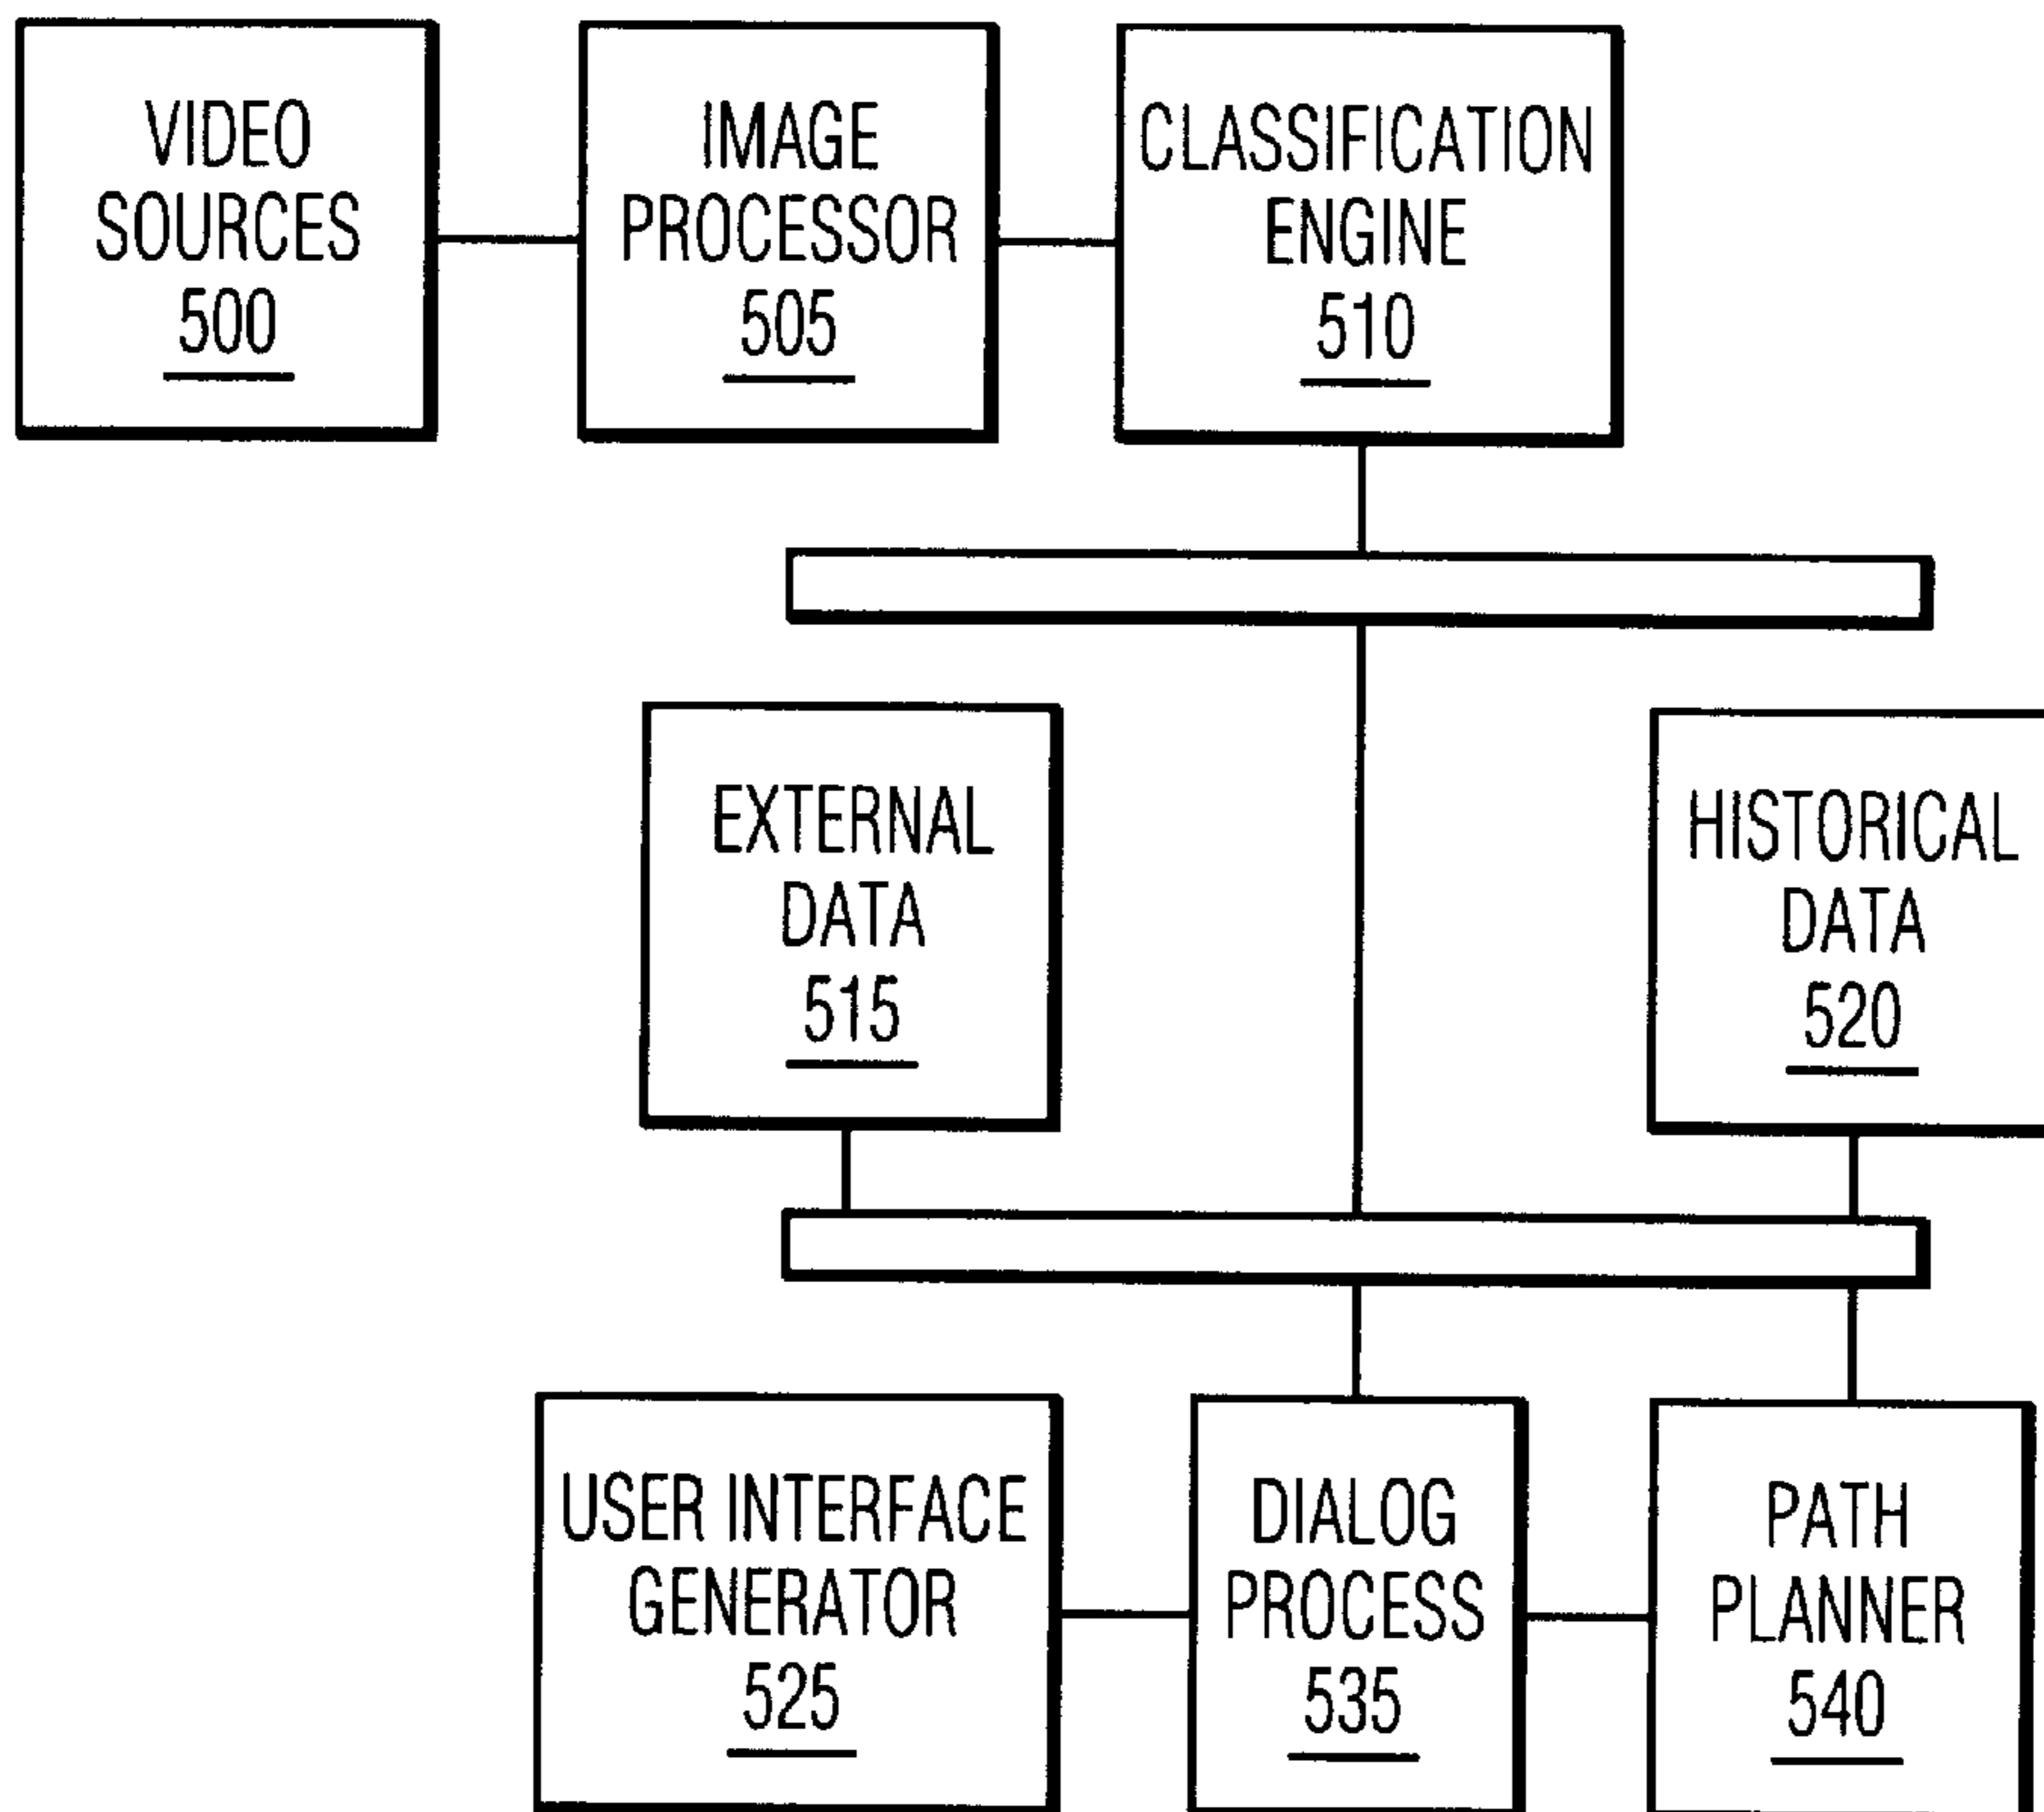 VIDEO
SOURCES
500
IMAGE
PROCESSOR
505
CLASSIFICATION
ENGINE
510
EXTERNAL
DATA
515
HISTORICAL
DATA
520
USER INTERFACE
GENERATOR
525
DIALOG
PROCESS
535
PATH
PLANNER
540